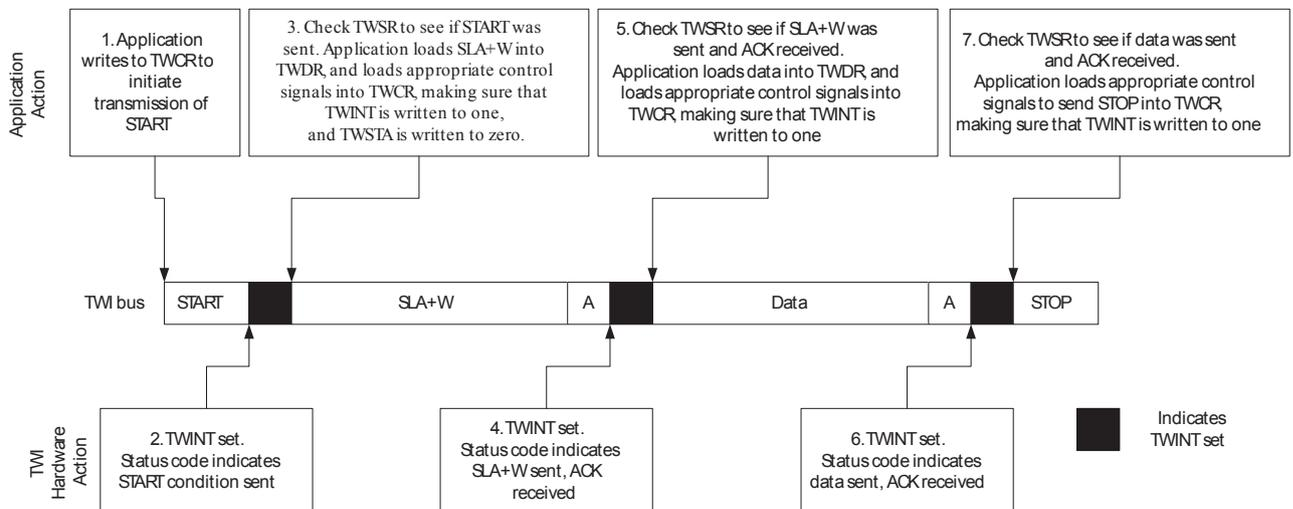 Application
Action
1. Application
writes to TWCR to
initiate
transmission of
START
3. Check TWSR to see if START was
sent. Application loads SLA+W into
TWDR, and loads appropriate control
signals into TWCR, making sure that
TWINT is written to one,
and TWSTA is written to zero.
5. Check TWSR to see if SLA+W was
sent and ACK received.
Application loads data into TWDR, and
loads appropriate control signals into
TWCR, making sure that TWINT is
written to one
7. Check TWSR to see if data was sent
and ACK received.
Application loads appropriate control
signals to send STOP into TWCR,
making sure that TWINT is written to one
TWI bus
START
SLA+W
A
Data
A
STOP
TWI
Hardware
Action
2. TWINT set.
Status code indicates
START condition sent
4. TWINT set.
Status code indicates
SLA+W sent, ACK
received
6. TWINT set.
Status code indicates
data sent, ACK received
Indicates
TWINT set